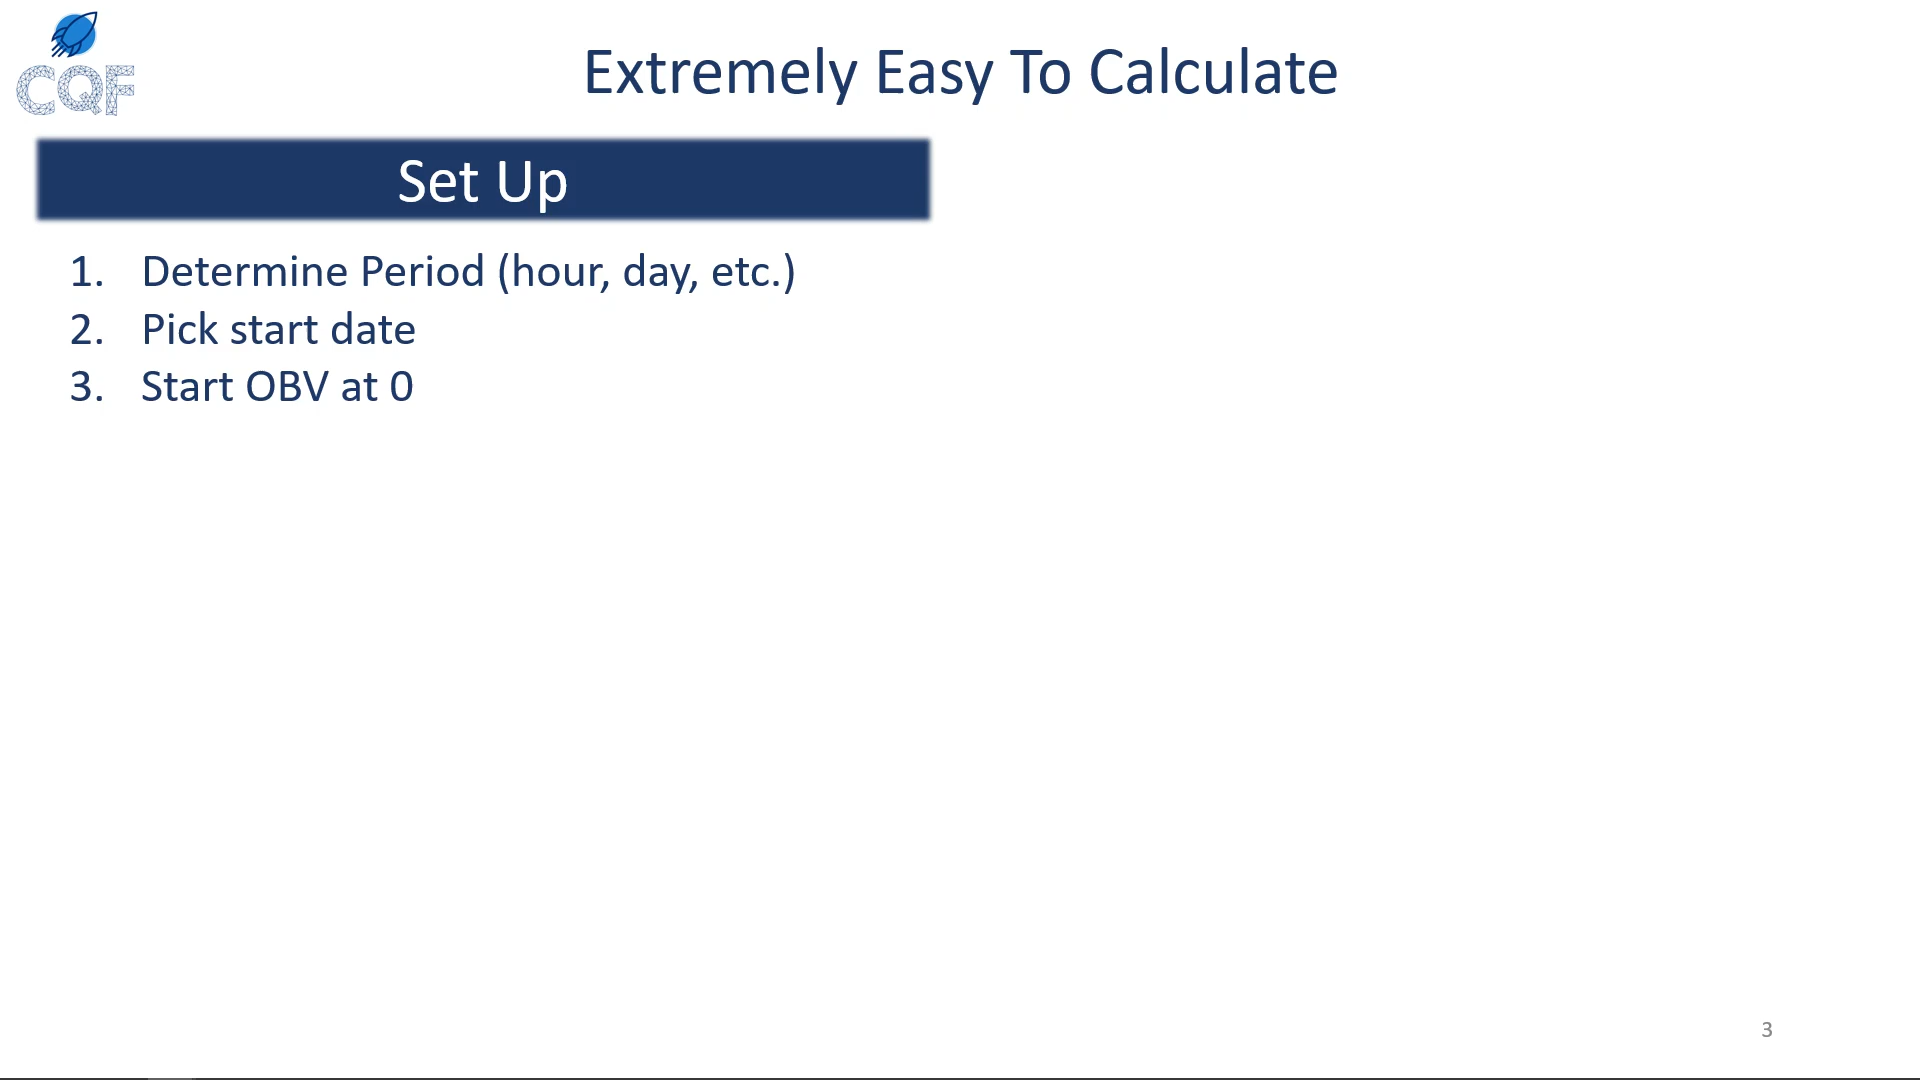 CQF
Extremely Easy To Calculate
Set Up
1. Determine Period (hour, day, etc.)
2. Pick start date
3. Start OBV at 0
3